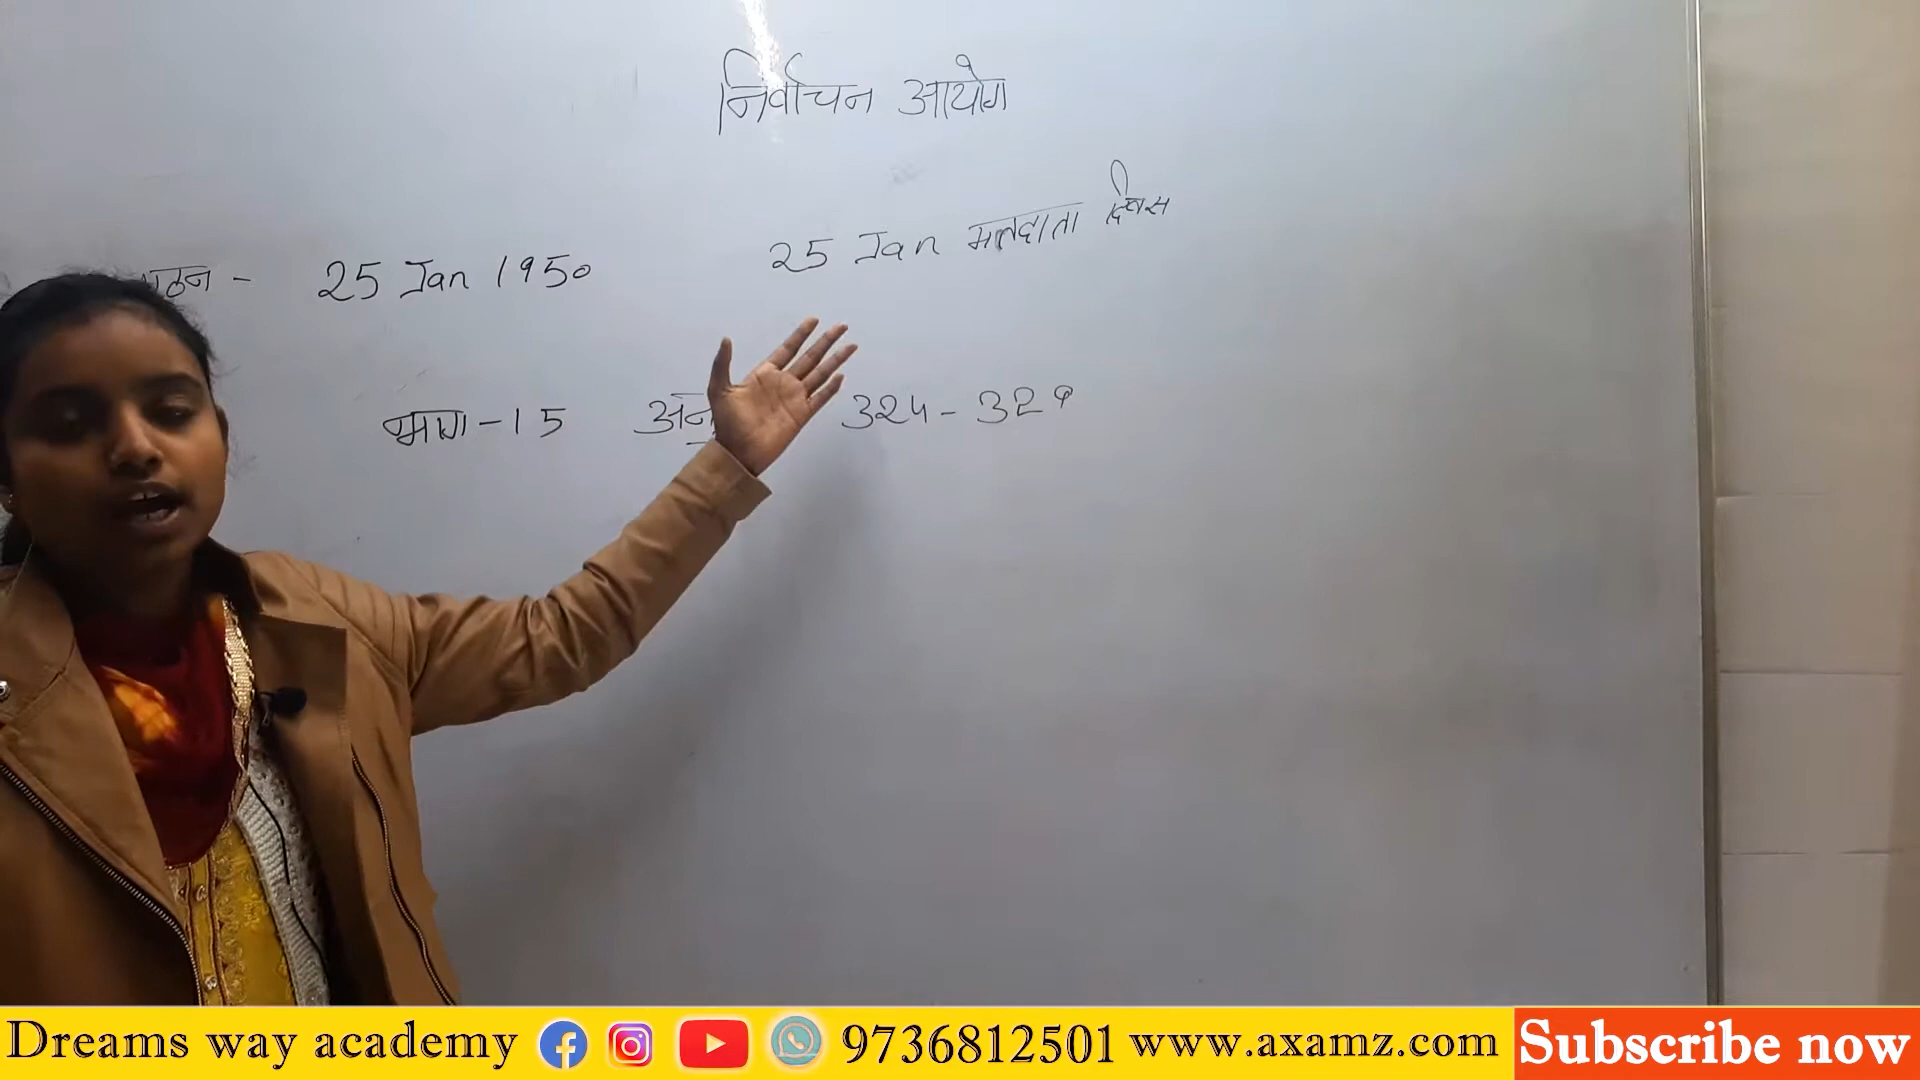 निर्वाचन आयोग
25 Jan 1950
25 Jan मतदाता दिवस
भाग - 15 324 - 329
Dreams way academy 9736812501 www.axamz.com Subscribe now